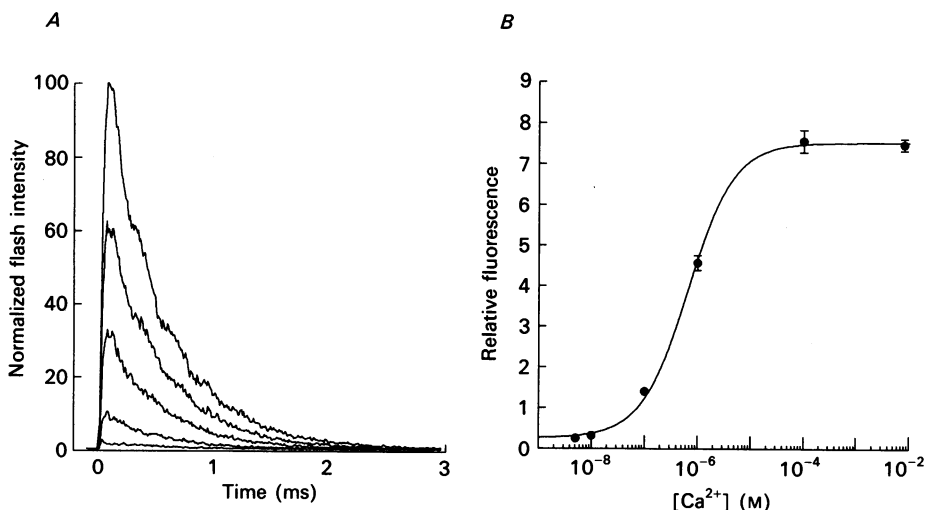 A
Normalized flash intensity
100
80
60
40
20
0
0 1 2 3
Time (ms)
B
Relative fluorescence
9
8
7
6
5
4
3
2
1
0
10⁻⁸ 10⁻⁶ 10⁻⁴ 10⁻²
[Ca²⁺] (M)